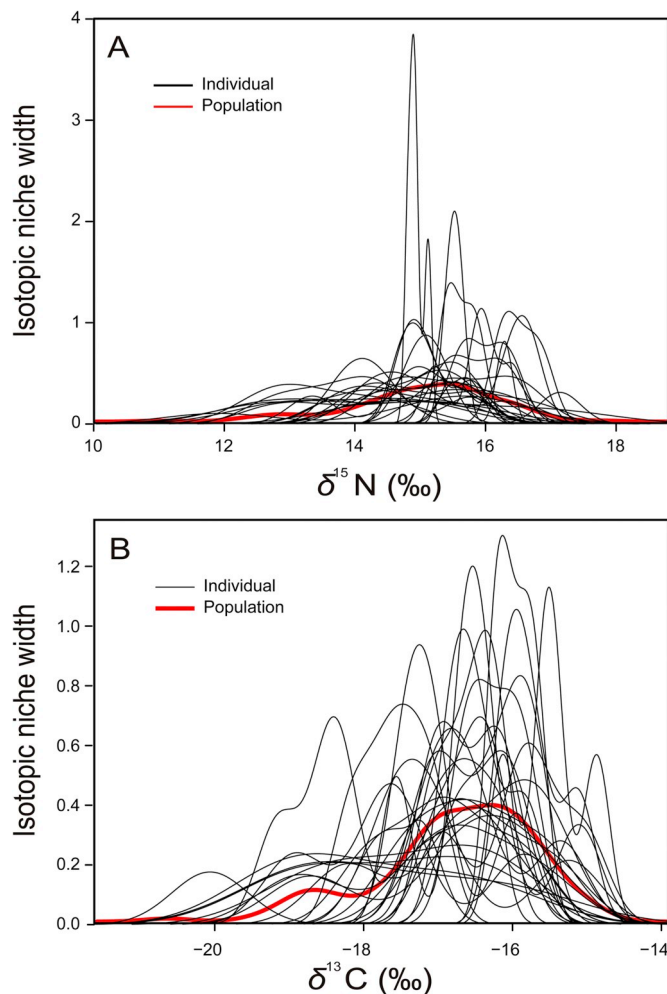 A
Individual
Population
Isotopic niche width
4
3
2
1
0
10 12 14 16 18
δ15 N (‰)
B
Individual
Population
Isotopic niche width
1.2
1.0
0.8
0.6
0.4
0.2
0.0
−20 −18 −16 −14
δ13 C (‰)